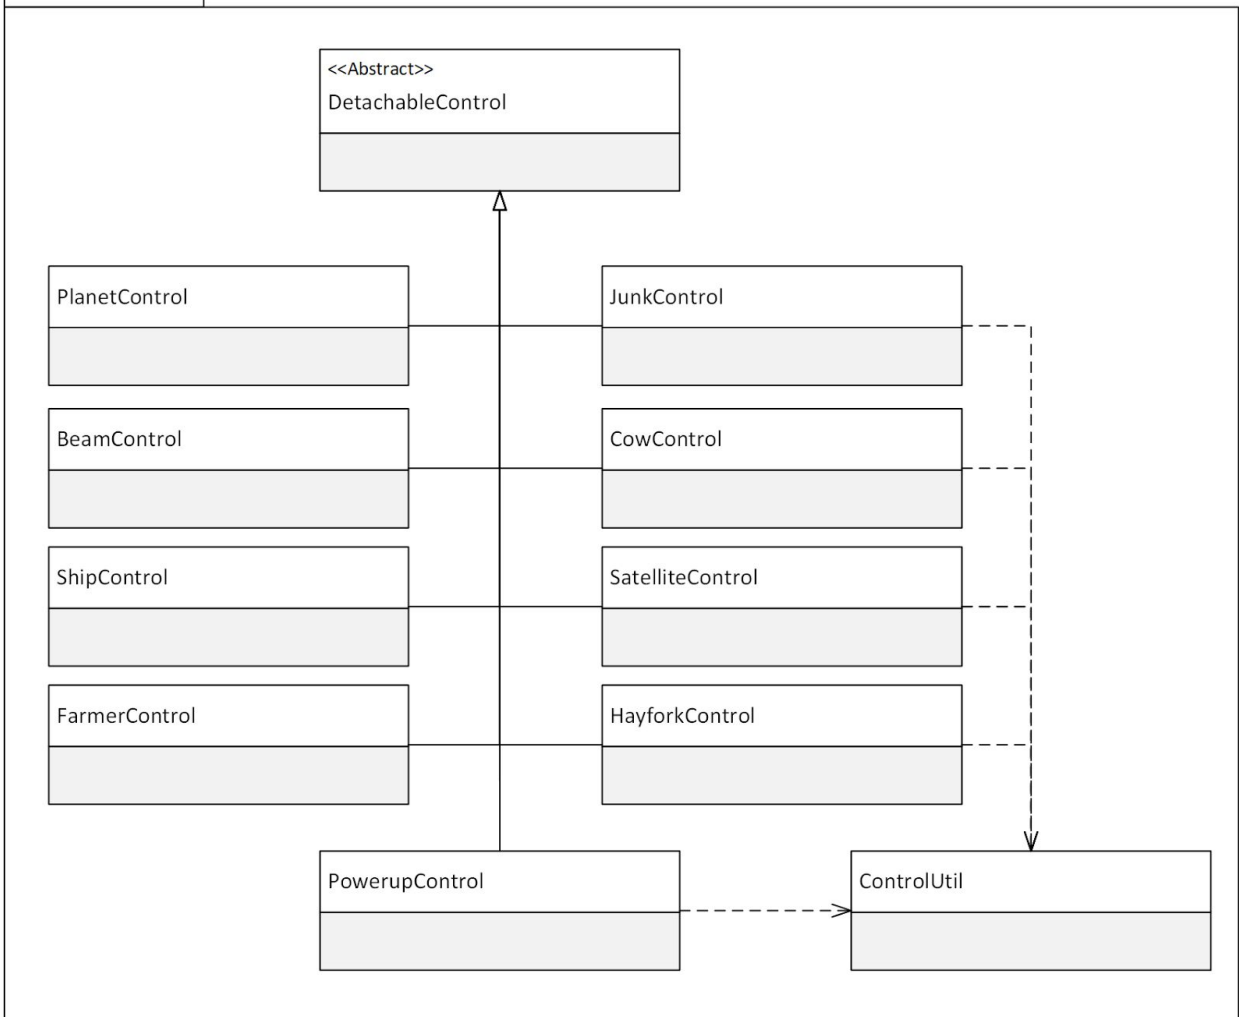 <<Abstract>>
DetachableControl
PlanetControl
JunkControl
BeamControl
CowControl
ShipControl
SatelliteControl
FarmerControl
HayforkControl
PowerupControl
ControlUtil